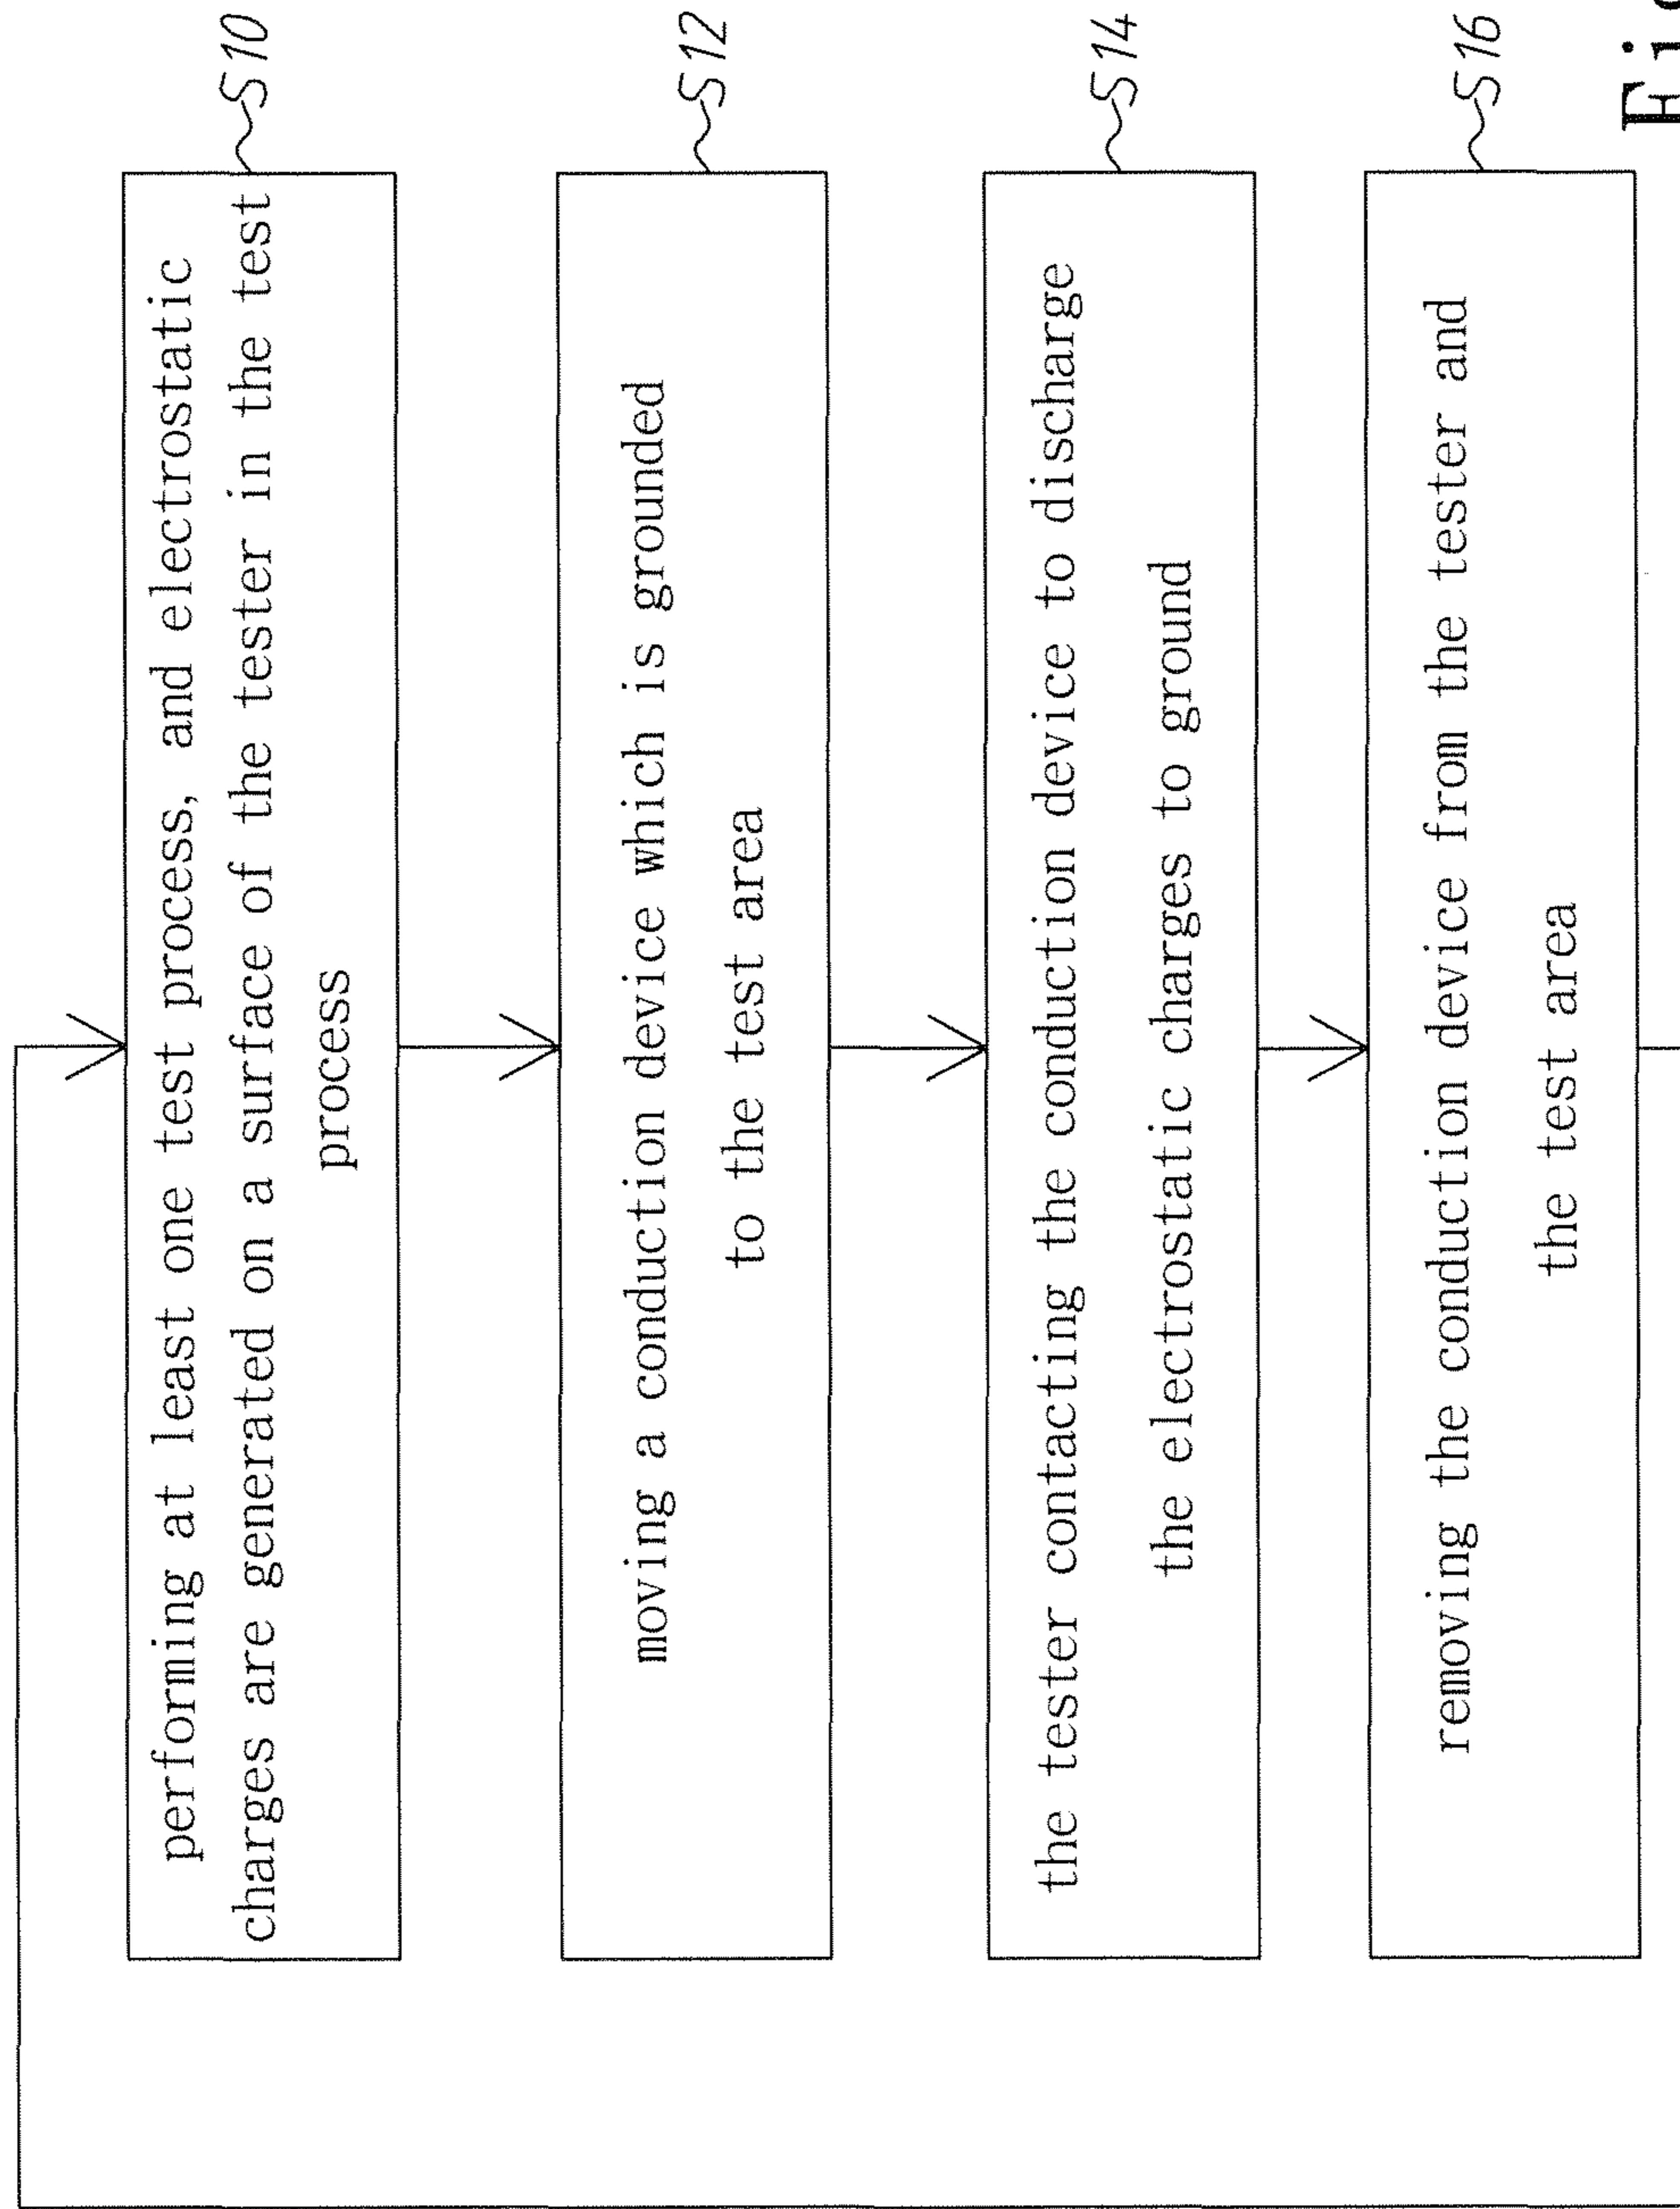 performing at least one test process, and electrostatic
charges are generated on a surface of the tester in the test
process
S10
moving a conduction device which is grounded
to the test area
S12
the tester contacting the conduction device to discharge
the electrostatic charges to ground
S14
removing the conduction device from the tester and
the test area
S16